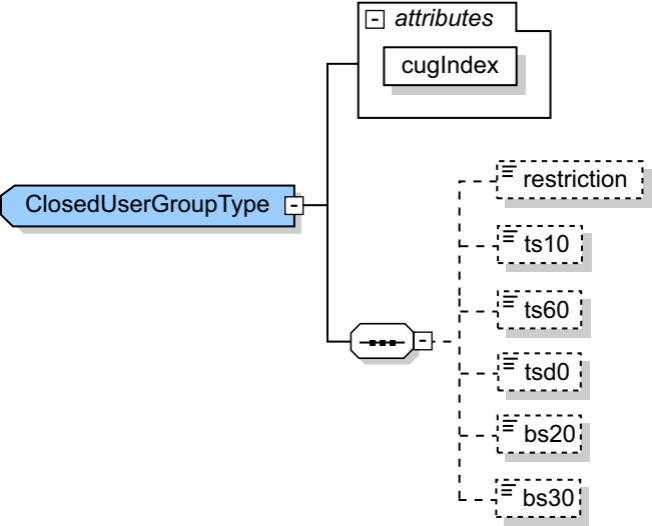 attributes
cugIndex
ClosedUserGroupType
restriction
ts10
ts60
tsd0
bs20
bs30